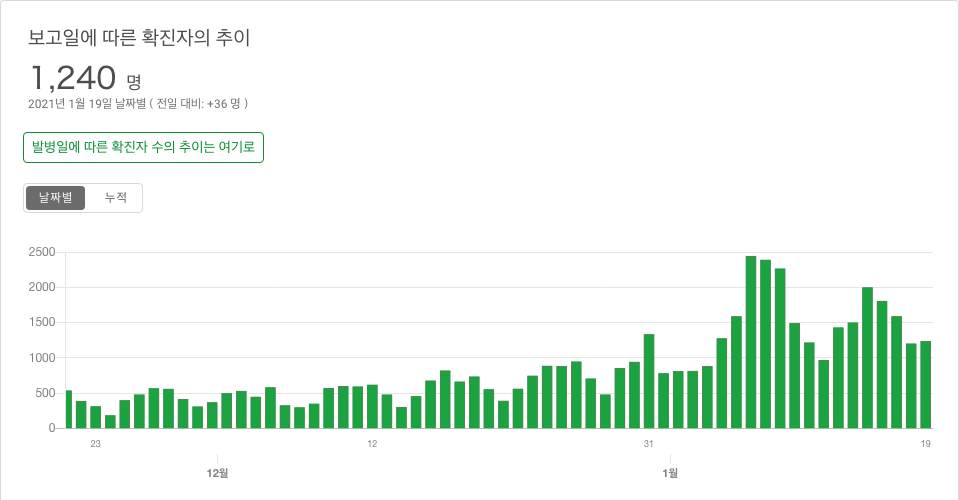 보고일에 따른 확진자의 추이
1,240 명
2021년 1월 19일 날짜별 ( 전일 대비: +36 명 )
발병일에 따른 확진자 수의 추이는 여기로
날짜별 누적
2500
2000
1500
1000
500
0
23 12 31 19
12월 1월